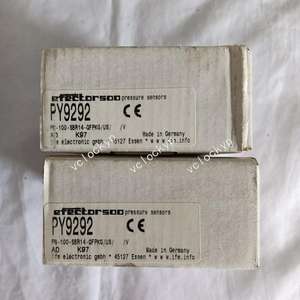 efector500 pressure sensors
PY9292
PN-100-SBR14-QFPKG/US/ /V
K97 Made in Germany
ifm electronic gmbh * 45127 Essen * www.ifm.info
efector500 pressure sensors
PY9292
PN-100-SBR14-QFPKG/US/ /V
AD K97 Made in Germany
ifm electronic gmbh * 45127 Essen * www.ifm.info
vclockvn
vclockvn